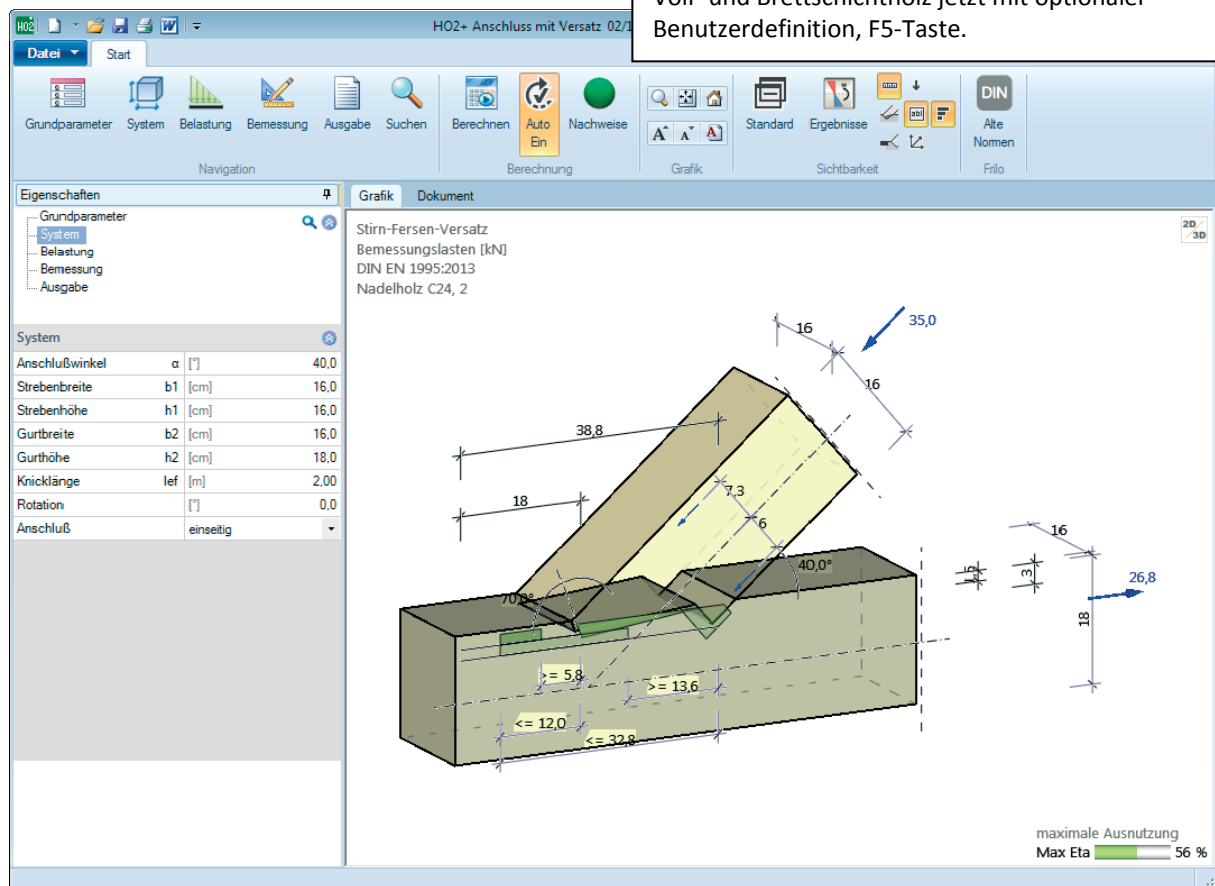 Voll- und Brettschichtholz jetzt mit optionaler
Benutzerdefinition, F5-Taste.
HO2
HO2+ Anschluss mit Versatz 02/1
Datei
Start
Grundparameter
System
Belastung
Bemessung
Ausgabe
Suchen
Berechnen
Auto
Ein
Nachweise
Standard
Ergebnisse
DIN
Alte
Normen
Navigation
Berechnung
Grafik
Sichtbarkeit
Frilo
Eigenschaften
Grundparameter
System
Belastung
Bemessung
Ausgabe
System
Anschlußwinkel α [°] 40,0
Strebenbreite b1 [cm] 16,0
Strebenhöhe h1 [cm] 16,0
Gurtbreite b2 [cm] 16,0
Gurthöhe h2 [cm] 18,0
Knicklänge lef [m] 2,00
Rotation [°] 0,0
Anschluß einseitig
Grafik
Dokument
Stirn-Fersen-Versatz
Bemessungslasten [kN]
DIN EN 1995:2013
Nadelholz C24, 2
2D/
3D
16
35,0
16
38,8
18
7,3
6
40,0°
70,0°
16
3
26,8
18
>= 5,8
>= 13,6
<= 12,0
<= 32,8
maximale Ausnutzung
Max Eta 56 %